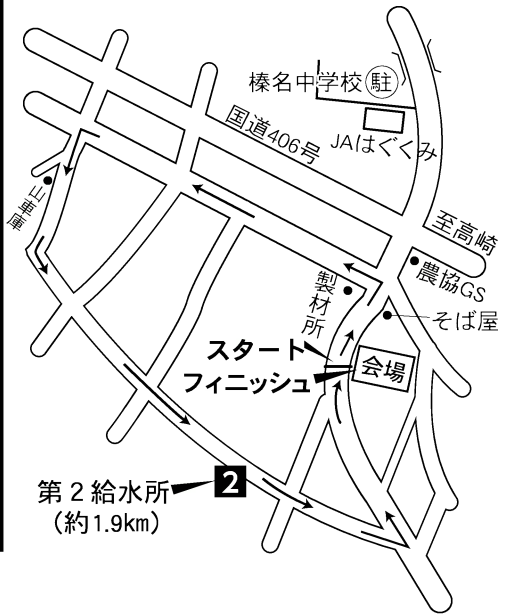 榛名中学校 駐
国道406号
JAはぐくみ
至高崎
山車庫
農協GS
製材所
そば屋
スタート
フィニッシュ
会場
2
第2給水所
（約1.9km）